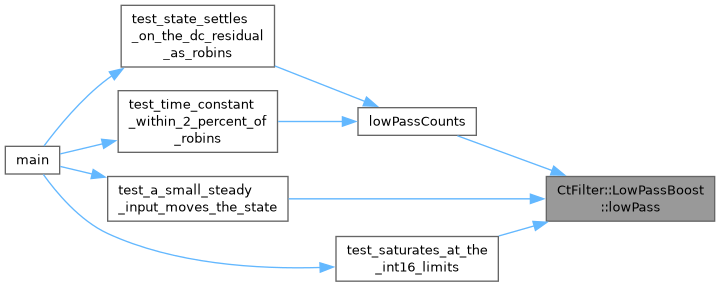 test_state_settles
_on_the_dc_residual
_as_robins
test_time_constant
_within_2_percent_of
_robins
lowPassCounts
main
test_a_small_steady
_input_moves_the_state
CtFilter::LowPassBoost
::lowPass
test_saturates_at_the
_int16_limits